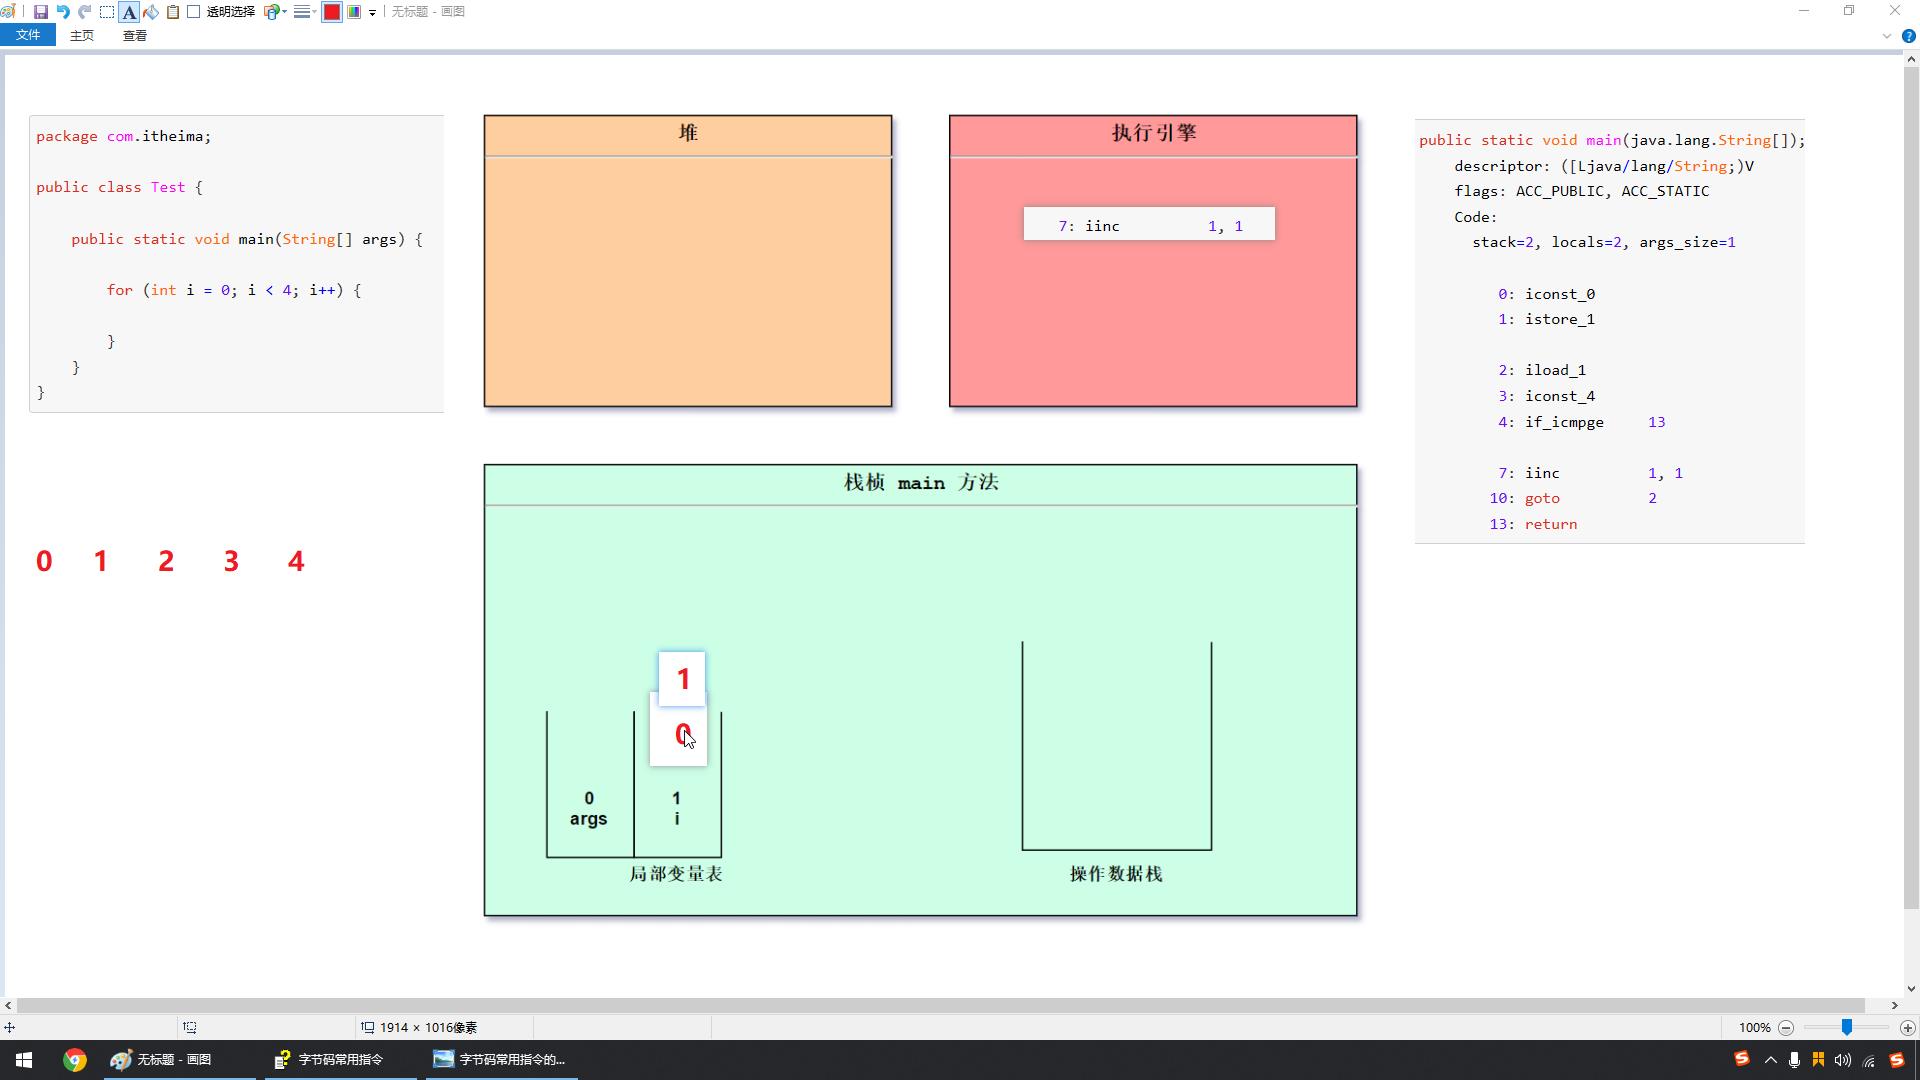 透明选择
无标题 - 画图
文件
主页
查看
package com.itheima;
public class Test {
public static void main(String[] args) {
for (int i = 0; i < 4; i++) {
}
}
}
堆
执行引擎
7: iinc 1, 1
public static void main(java.lang.String[]);
descriptor: ([Ljava/lang/String;)V
flags: ACC_PUBLIC, ACC_STATIC
Code:
stack=2, locals=2, args_size=1
0: iconst_0
1: istore_1
2: iload_1
3: iconst_4
4: if_icmpge 13
7: iinc 1, 1
10: goto 2
13: return
栈桢 main 方法
0 1 2 3 4
1
0
0
args
1
i
局部变量表
操作数据栈
1914 × 1016像素
100%
无标题 - 画图
字节码常用指令
字节码常用指令的...